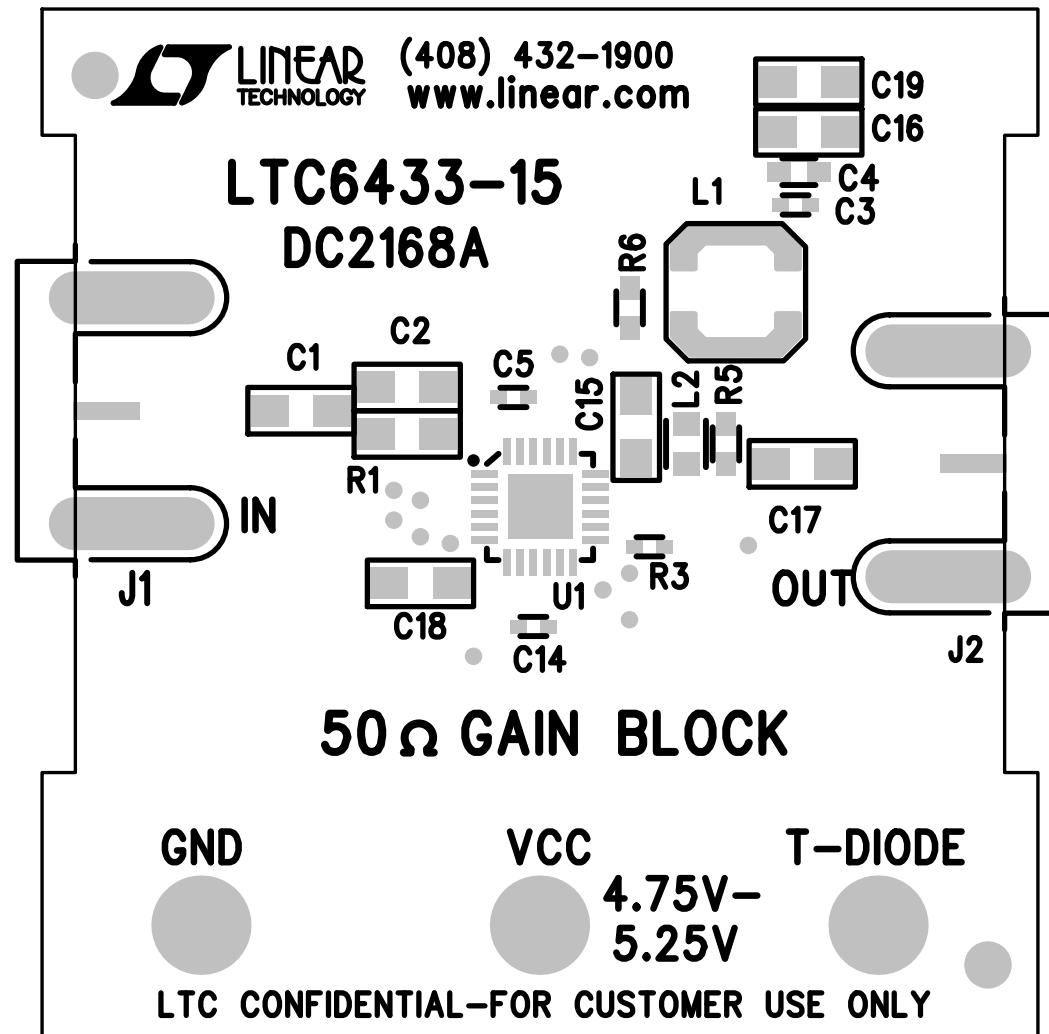 LINEAR
TECHNOLOGY
(408) 432-1900
www.linear.com
LTC6433-15
DC2168A
C19
C16
C4
C3
L1
R6
C1
C2
C5
C15
L2
R5
R1
IN
C17
J1
C18
U1
R3
OUT
C14
J2
50Ω GAIN BLOCK
GND
VCC
T-DIODE
4.75V-
5.25V
LTC CONFIDENTIAL-FOR CUSTOMER USE ONLY